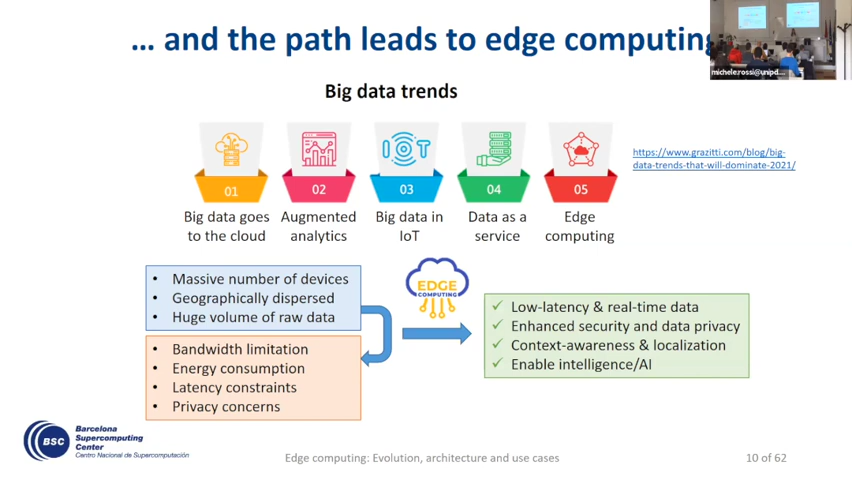 … and the path leads to edge computing
michele.rossi@unipd....
Big data trends
01
02
03
04
05
IOT
https://www.grazitti.com/blog/big-
data-trends-that-will-dominate-2021/
Big data goes
to the cloud
Augmented
analytics
Big data in
IoT
Data as a
service
Edge
computing
• Massive number of devices
• Geographically dispersed
• Huge volume of raw data
• Bandwidth limitation
• Energy consumption
• Latency constraints
• Privacy concerns
EDGE
COMPUTING
✓ Low-latency & real-time data
✓ Enhanced security and data privacy
✓ Context-awareness & localization
✓ Enable intelligence/AI
BSC
Barcelona
Supercomputing
Center
Centro Nacional de Supercomputación
Edge computing: Evolution, architecture and use cases
10 of 62